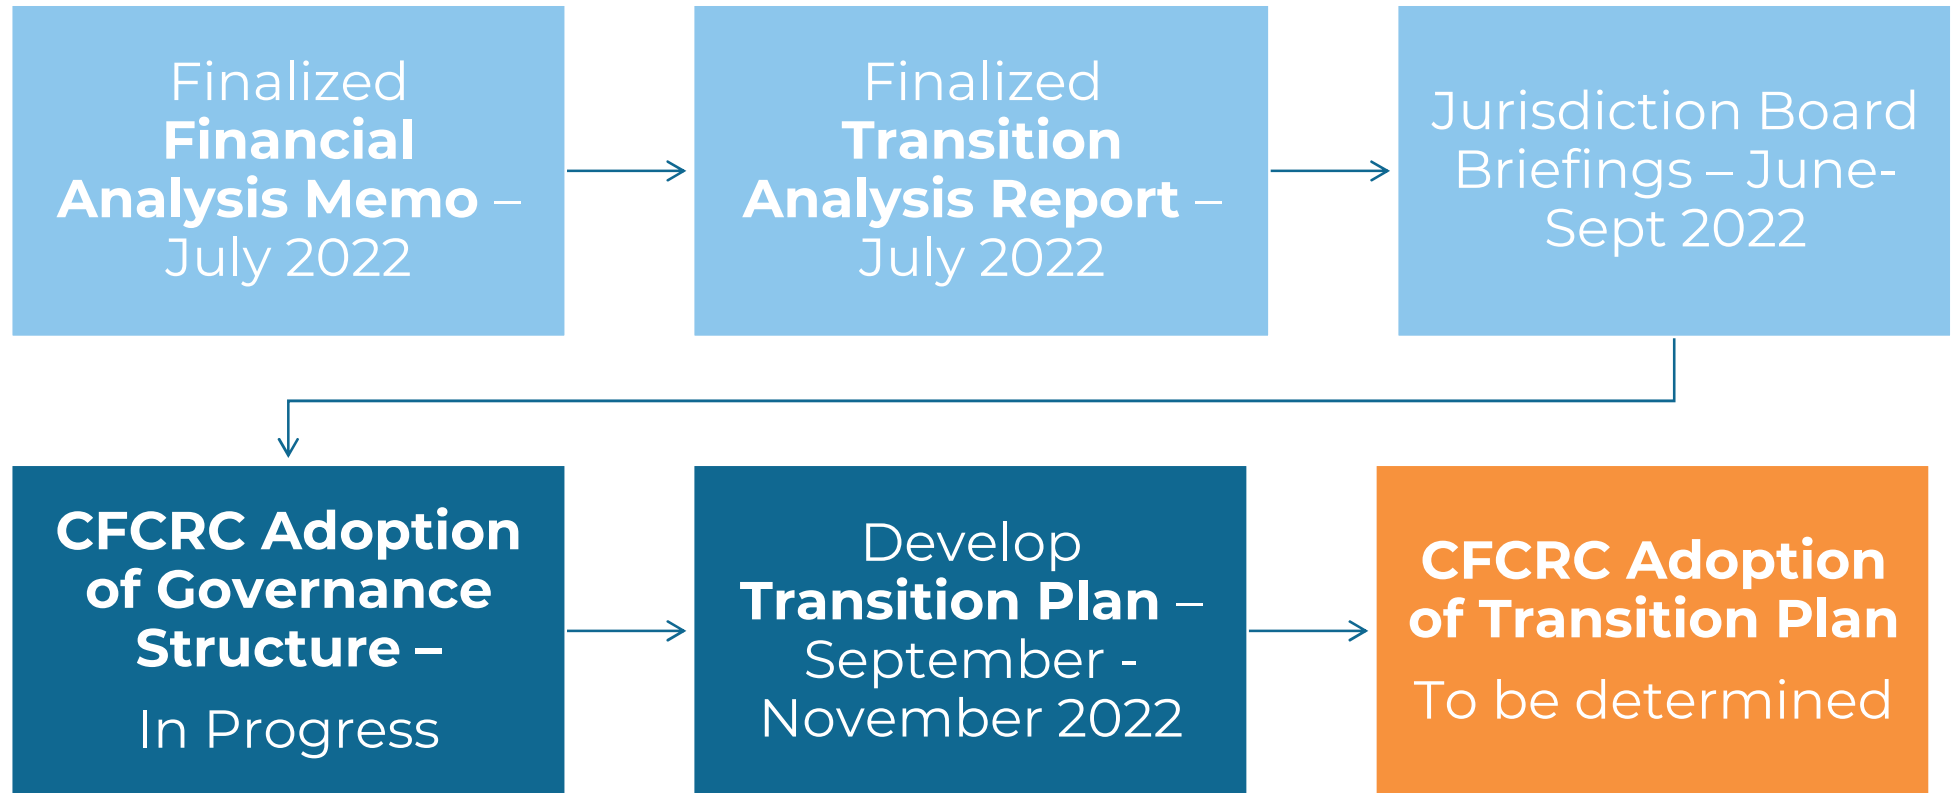 Finalized
Financial
Analysis Memo –
July 2022
Finalized
Transition
Analysis Report –
July 2022
Jurisdiction Board
Briefings – June-
Sept 2022
CFCRC Adoption
of Governance
Structure –
In Progress
Develop
Transition Plan –
September -
November 2022
CFCRC Adoption
of Transition Plan
To be determined